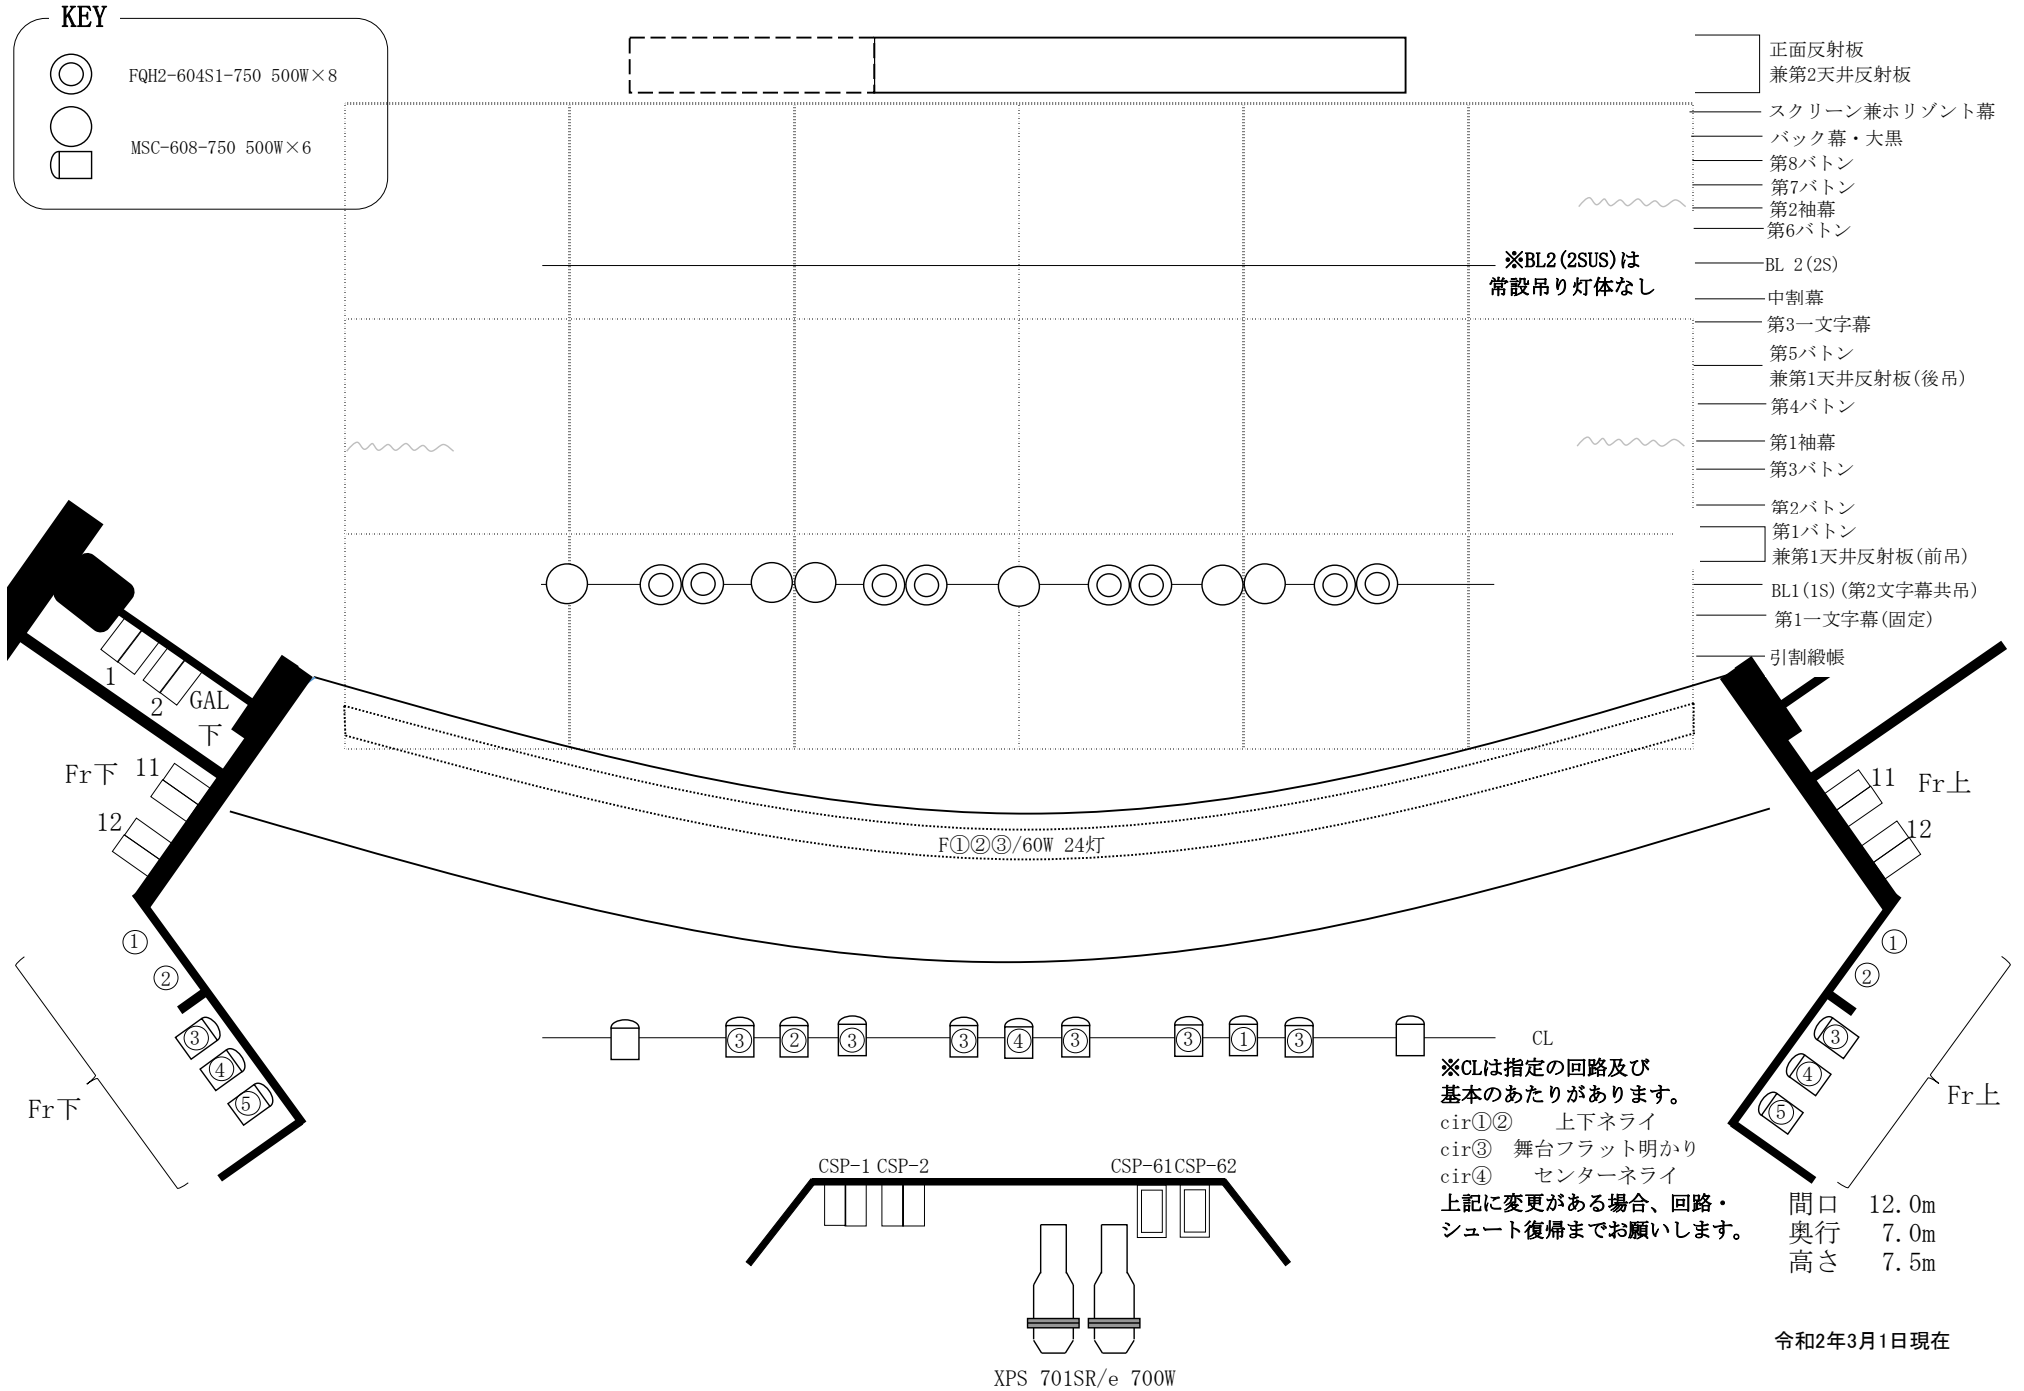 KEY
FQH2-604S1-750 500W×8
MSC-608-750 500W×6
正面反射板
兼第2天井反射板
スクリーン兼ホリゾント幕
バック幕・大黒
第8バトン
第7バトン
第2袖幕
第6バトン
BL 2(2S)
※BL2(2SUS)は
常設吊り灯体なし
中割幕
第3一文字幕
第5バトン
兼第1天井反射板(後吊)
第4バトン
第1袖幕
第3バトン
第2バトン
第1バトン
兼第1天井反射板(前吊)
BL1(1S)(第2文字幕共吊)
第1一文字幕(固定)
引割緞帳
1
2
GAL
下
Fr下 11
12
11 Fr上
12
F①②③/60W 24灯
①
②
③
④
⑤
Fr下
①
②
③
④
⑤
Fr上
③ ② ③ ③ ④ ③ ③ ① ③
CL
※CLは指定の回路及び
基本のあたりがあります。
cir①② 上下ネライ
cir③ 舞台フラット明かり
cir④ センターネライ
上記に変更がある場合、回路・
シュート復帰までお願いします。
CSP-1 CSP-2 CSP-61 CSP-62
XPS 701SR/e 700W
間口 12.0m
奥行 7.0m
高さ 7.5m
令和2年3月1日現在